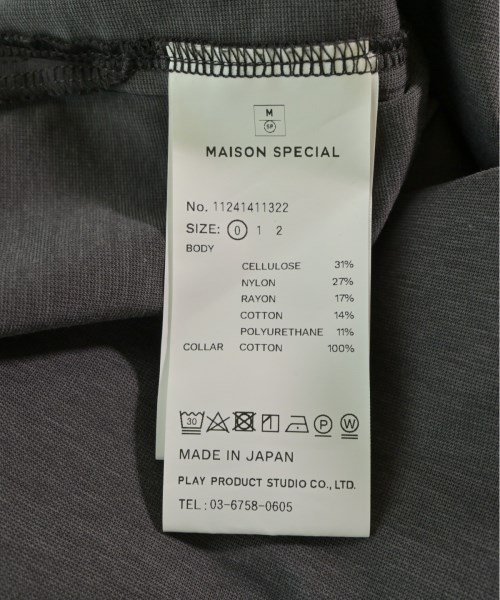 M
SP
MAISON SPECIAL
No. 11241411322
SIZE: 0 1 2
BODY
CELLULOSE 31%
NYLON 27%
RAYON 17%
COTTON 14%
POLYURETHANE 11%
COLLAR COTTON 100%
30 P W
MADE IN JAPAN
PLAY PRODUCT STUDIO CO., LTD.
TEL : 03-6758-0605